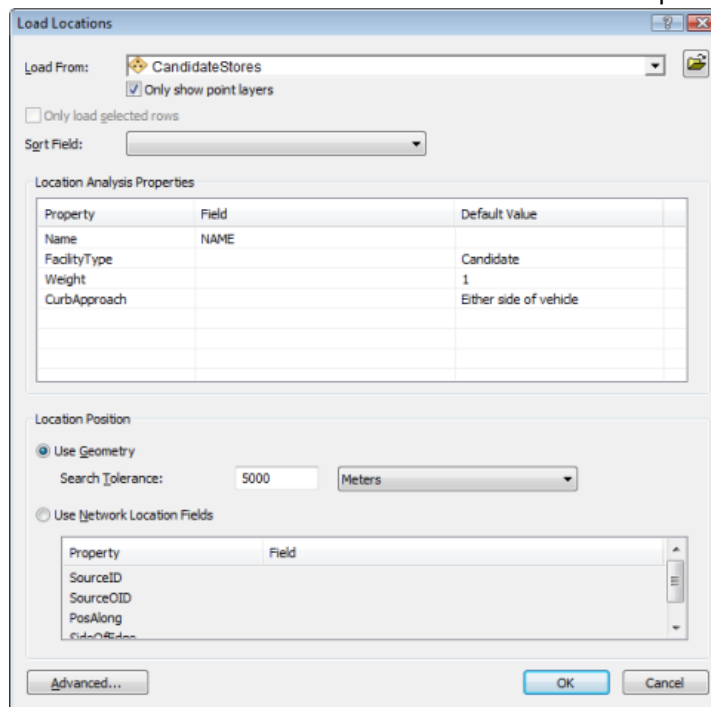 Load Locations
Load From: CandidateStores
Only show point layers
Only load selected rows
Sort Field:
Location Analysis Properties
Property Field Default Value
Name NAME
FacilityType Candidate
Weight 1
CurbApproach Either side of vehicle
Location Position
Use Geometry
Search Tolerance: 5000 Meters
Use Network Location Fields
Property Field
SourceID
SourceOID
PosAlong
SideOfEdge
Advanced... OK Cancel